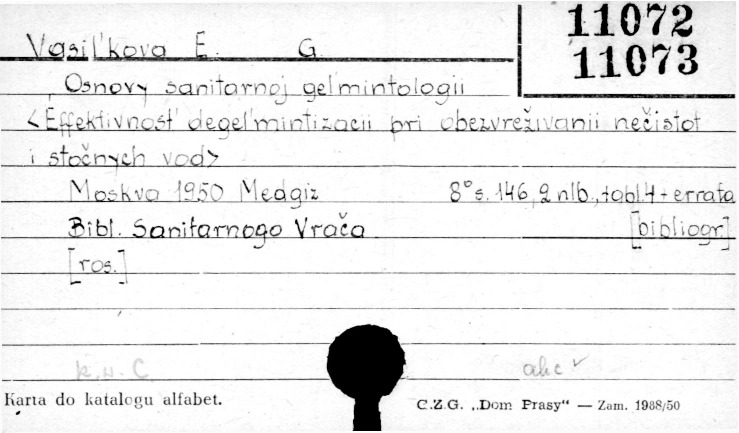 11072
11073
Vasil'kova E. G.
Osnovy sanitarnoj gel'mintologii
<Effektivnost' degel'mintizacii pri obezvreživanii nečistot
i stočnych vod>
Moskva 1950 Medgiz 8° s. 146, 2 nlb., tabl. 4 + errata
Bibl. Sanitarnogo Vrača [bibliogr.]
[ros.]
k.n. C akc
Karta do katalogu alfabet. C.Z.G. „Dom Prasy“ — Zam. 1988/50